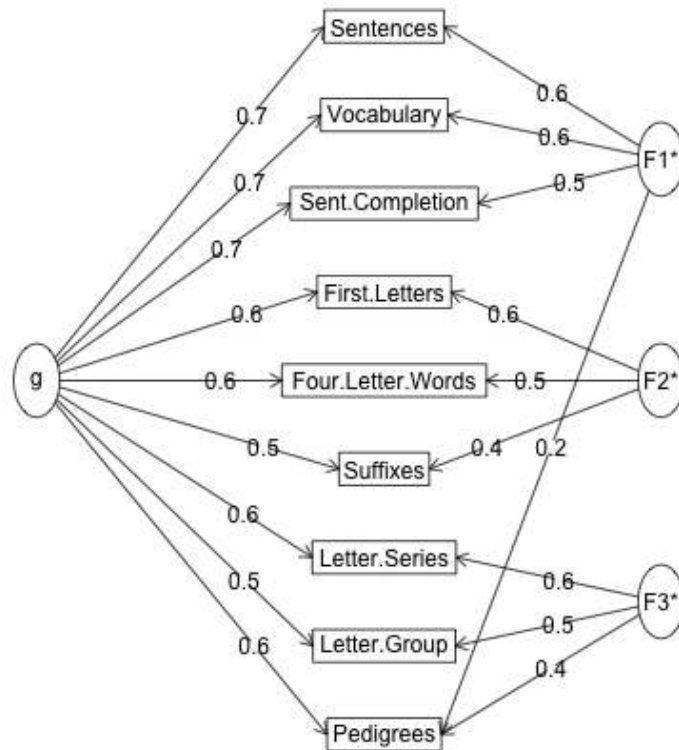 Sentences
0.6
0.7
Vocabulary
0.6
F1*
0.7
Sent.Completion
0.5
0.7
First.Letters
0.6
0.6
g
0.6
Four.Letter.Words
0.5
F2*
0.5
Suffixes
0.4
0.2
0.6
Letter.Series
0.6
F3*
0.5
Letter.Group
0.5
0.6
0.4
Pedigrees